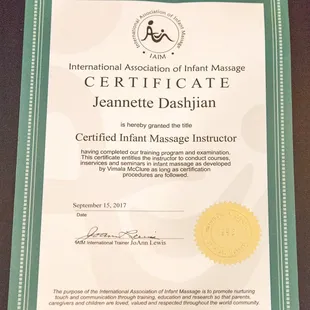 International Association of Infant Massage
IAIM
International Association of Infant Massage
CERTIFICATE
Jeannette Dashjian
is hereby granted the title
Certified Infant Massage Instructor
having completed our training program and examination.
This certificate entitles the instructor to conduct courses,
inservices and seminars in infant massage as developed
by Vimala McClure as long as certification
procedures are followed.
September 15, 2017
Date
IAIM International Trainer JoAnn Lewis
The purpose of the International Association of Infant Massage is to promote nurturing
touch and communication through training, education and research so that parents,
caregivers and children are loved, valued and respected throughout the world community.